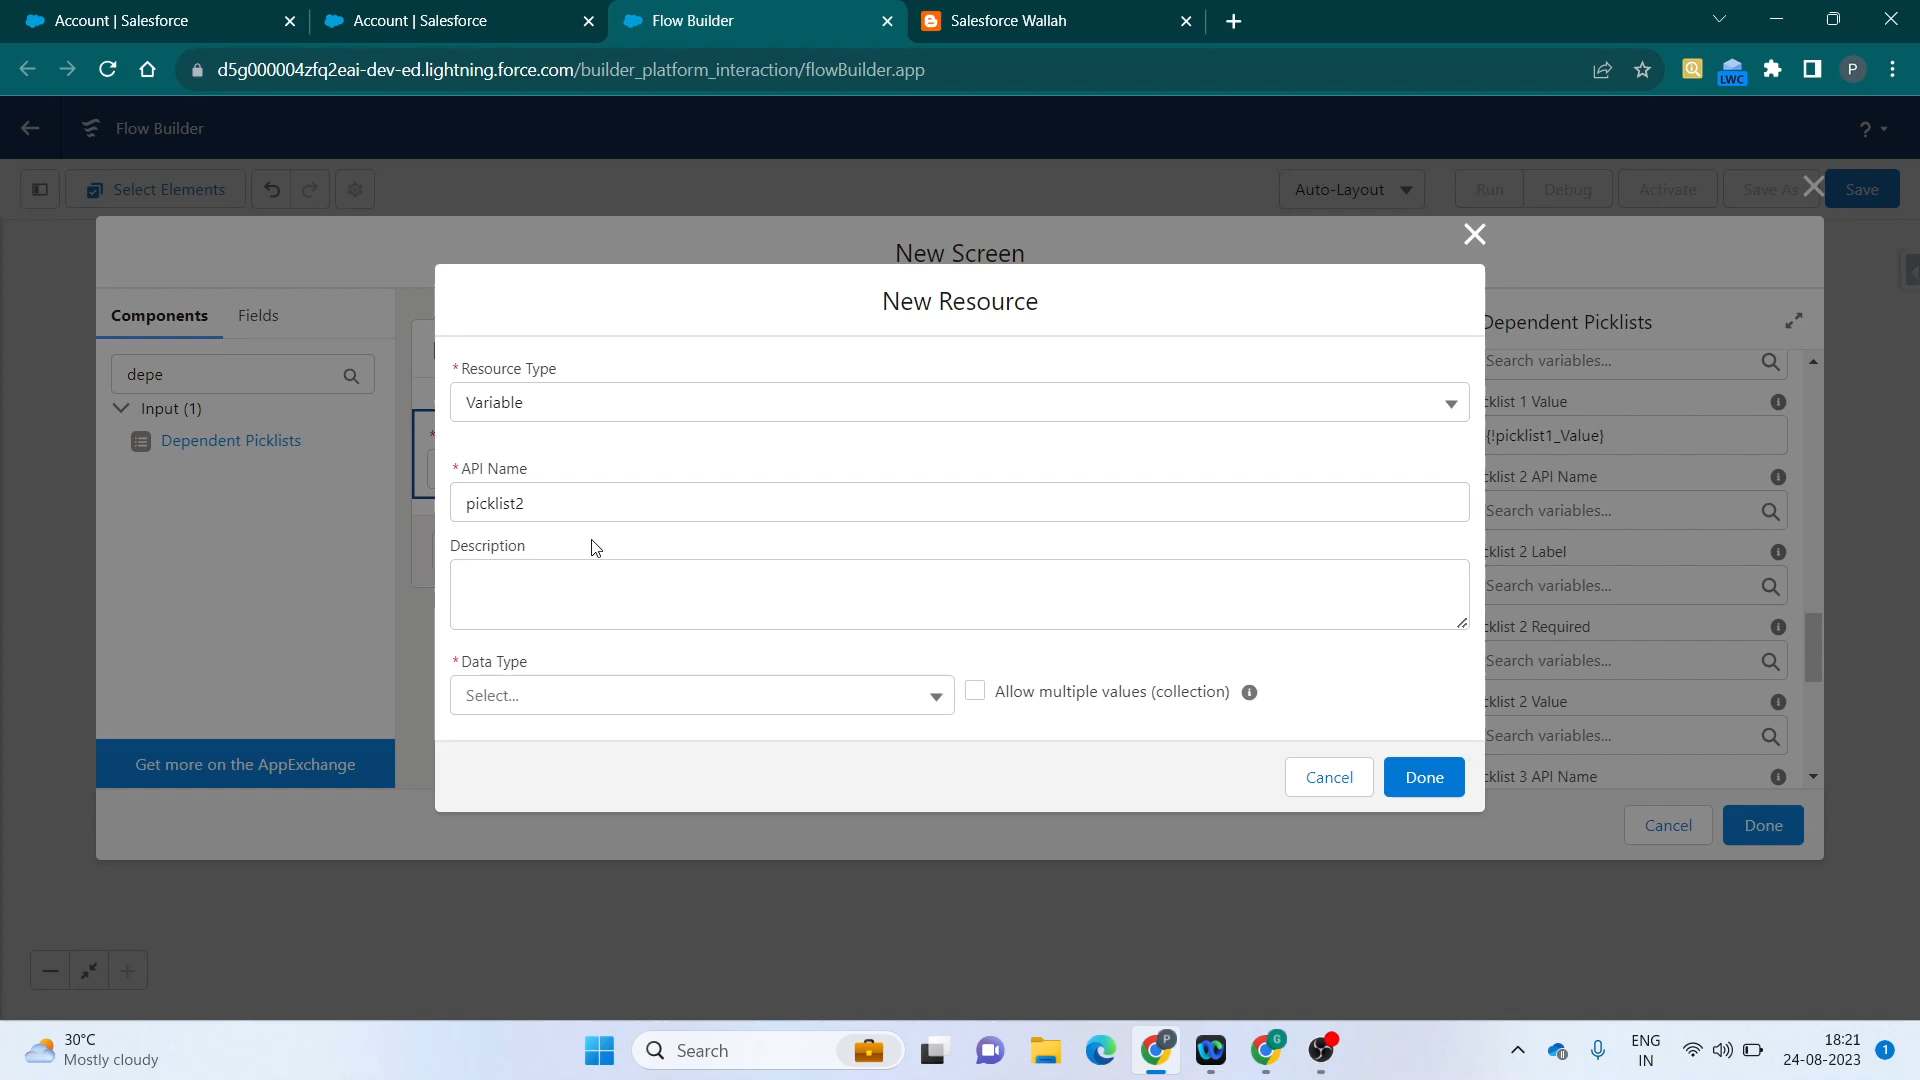 Account | Salesforce
Account | Salesforce
Flow Builder
Salesforce Wallah
d5g000004zfq2eai-dev-ed.lightning.force.com/builder_platform_interaction/flowBuilder.app
LWC
P
Flow Builder
?
Select Elements
Auto-Layout
Run
Debug
Activate
Save As
Save
New Screen
New Resource
Components
Fields
depe
Input (1)
Dependent Picklists
Get more on the AppExchange
* Resource Type
Variable
* API Name
picklist2
Description
* Data Type
Select...
Allow multiple values (collection)
Cancel
Done
Dependent Picklists
Search variables...
cklist 1 Value
{!picklist1_Value}
cklist 2 API Name
Search variables...
cklist 2 Label
Search variables...
cklist 2 Required
Search variables...
cklist 2 Value
Search variables...
cklist 3 API Name
Cancel
Done
30°C
Mostly cloudy
Search
P
G
ENG
IN
18:21
24-08-2023
1